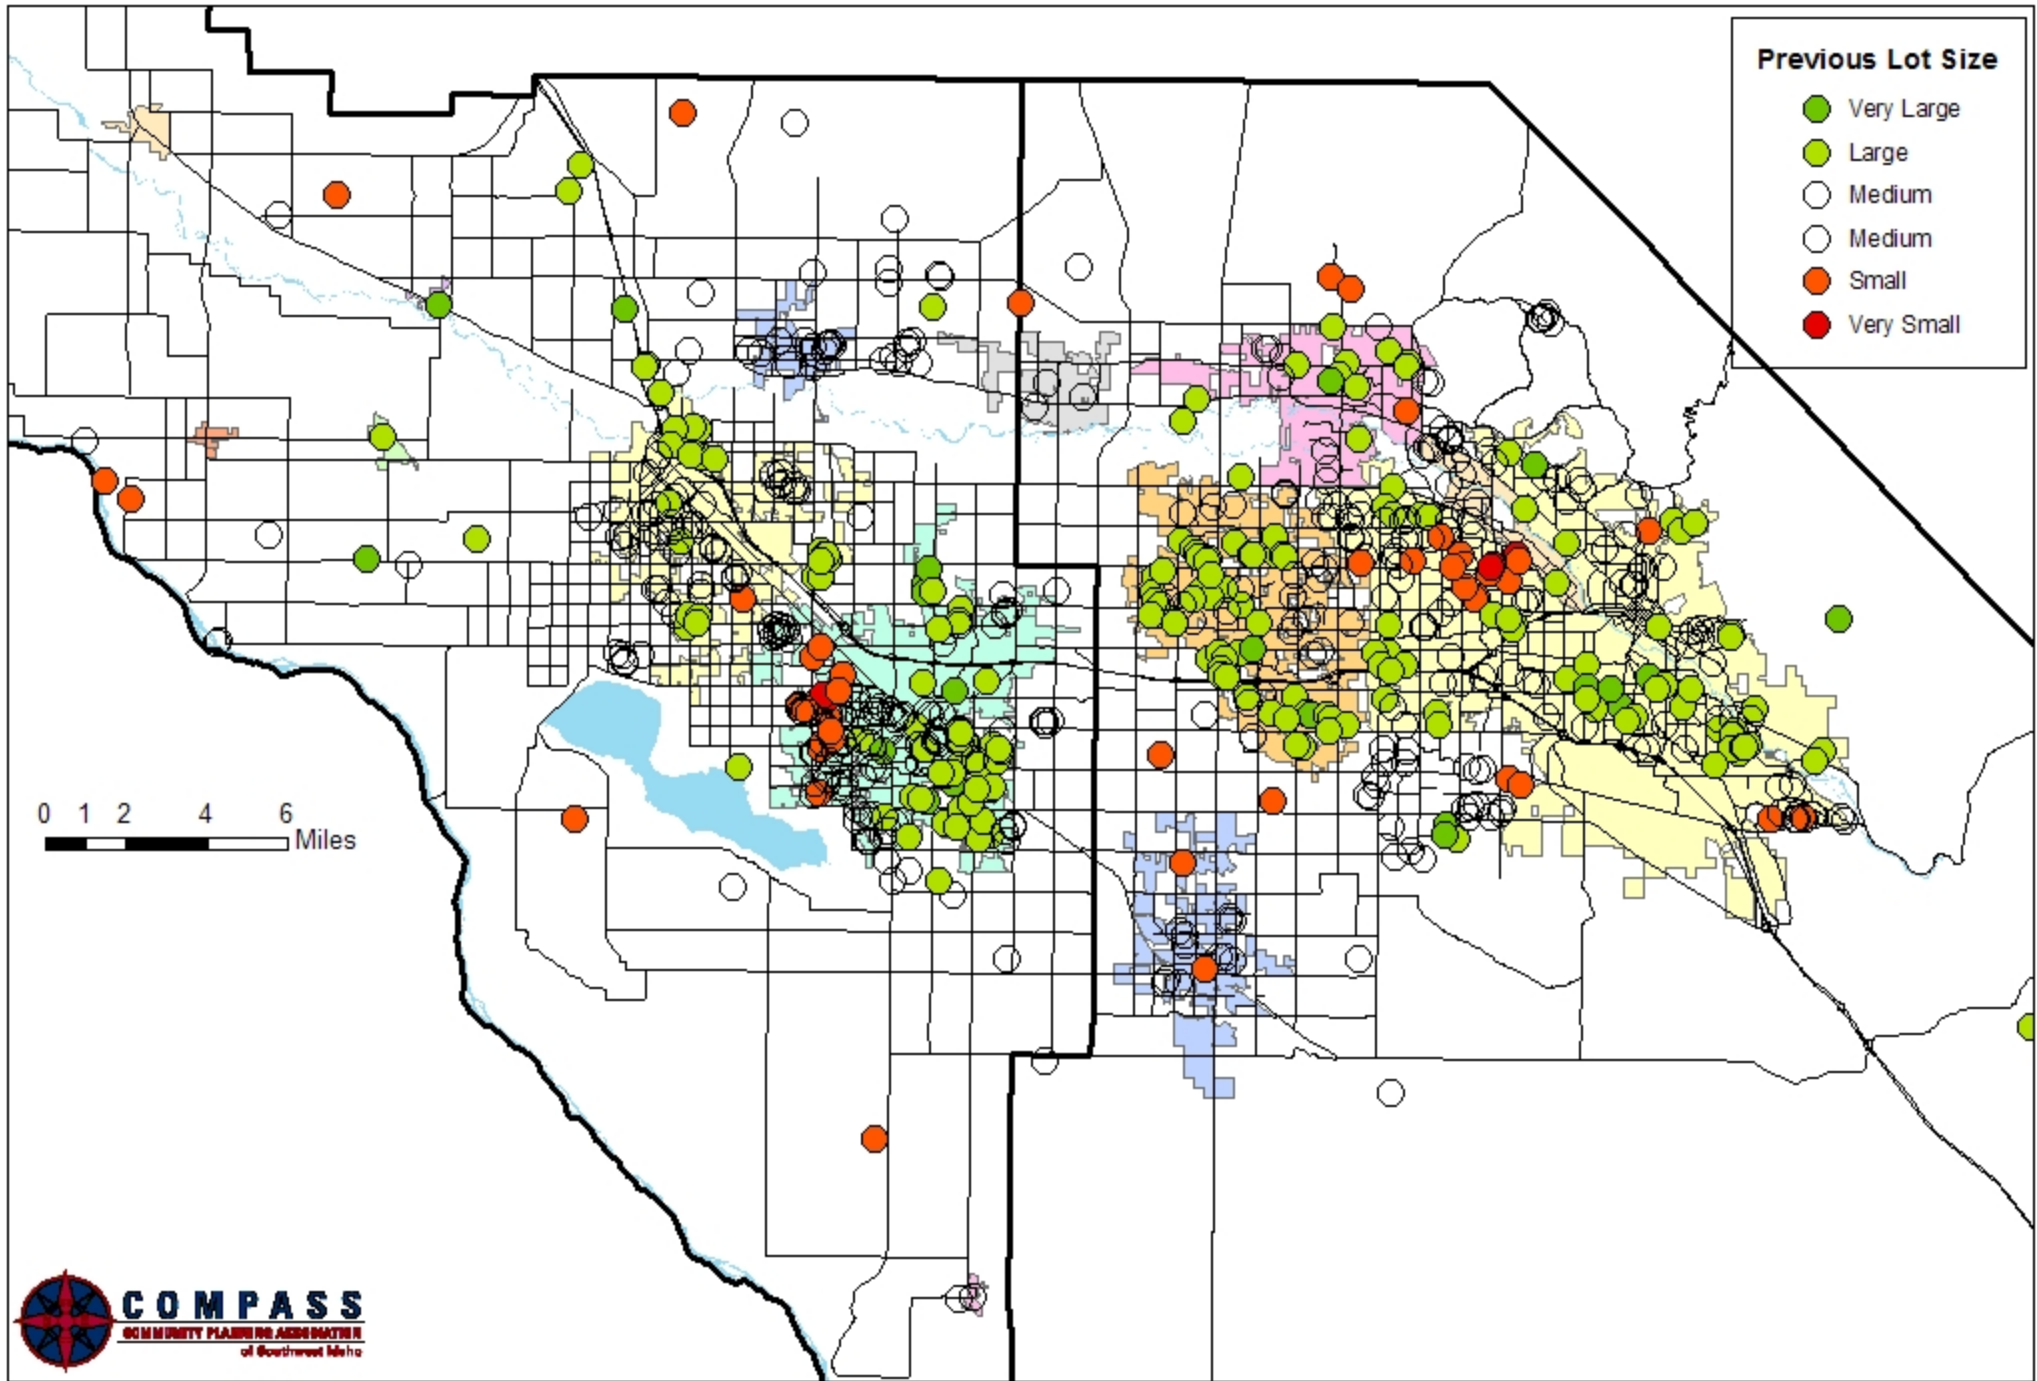 Previous Lot Size
Very Large
Large
Medium
Medium
Small
Very Small
0 1 2 4 6
Miles
COMPASS
COMMUNITY PLANNING ASSOCIATION
of Southwest Idaho